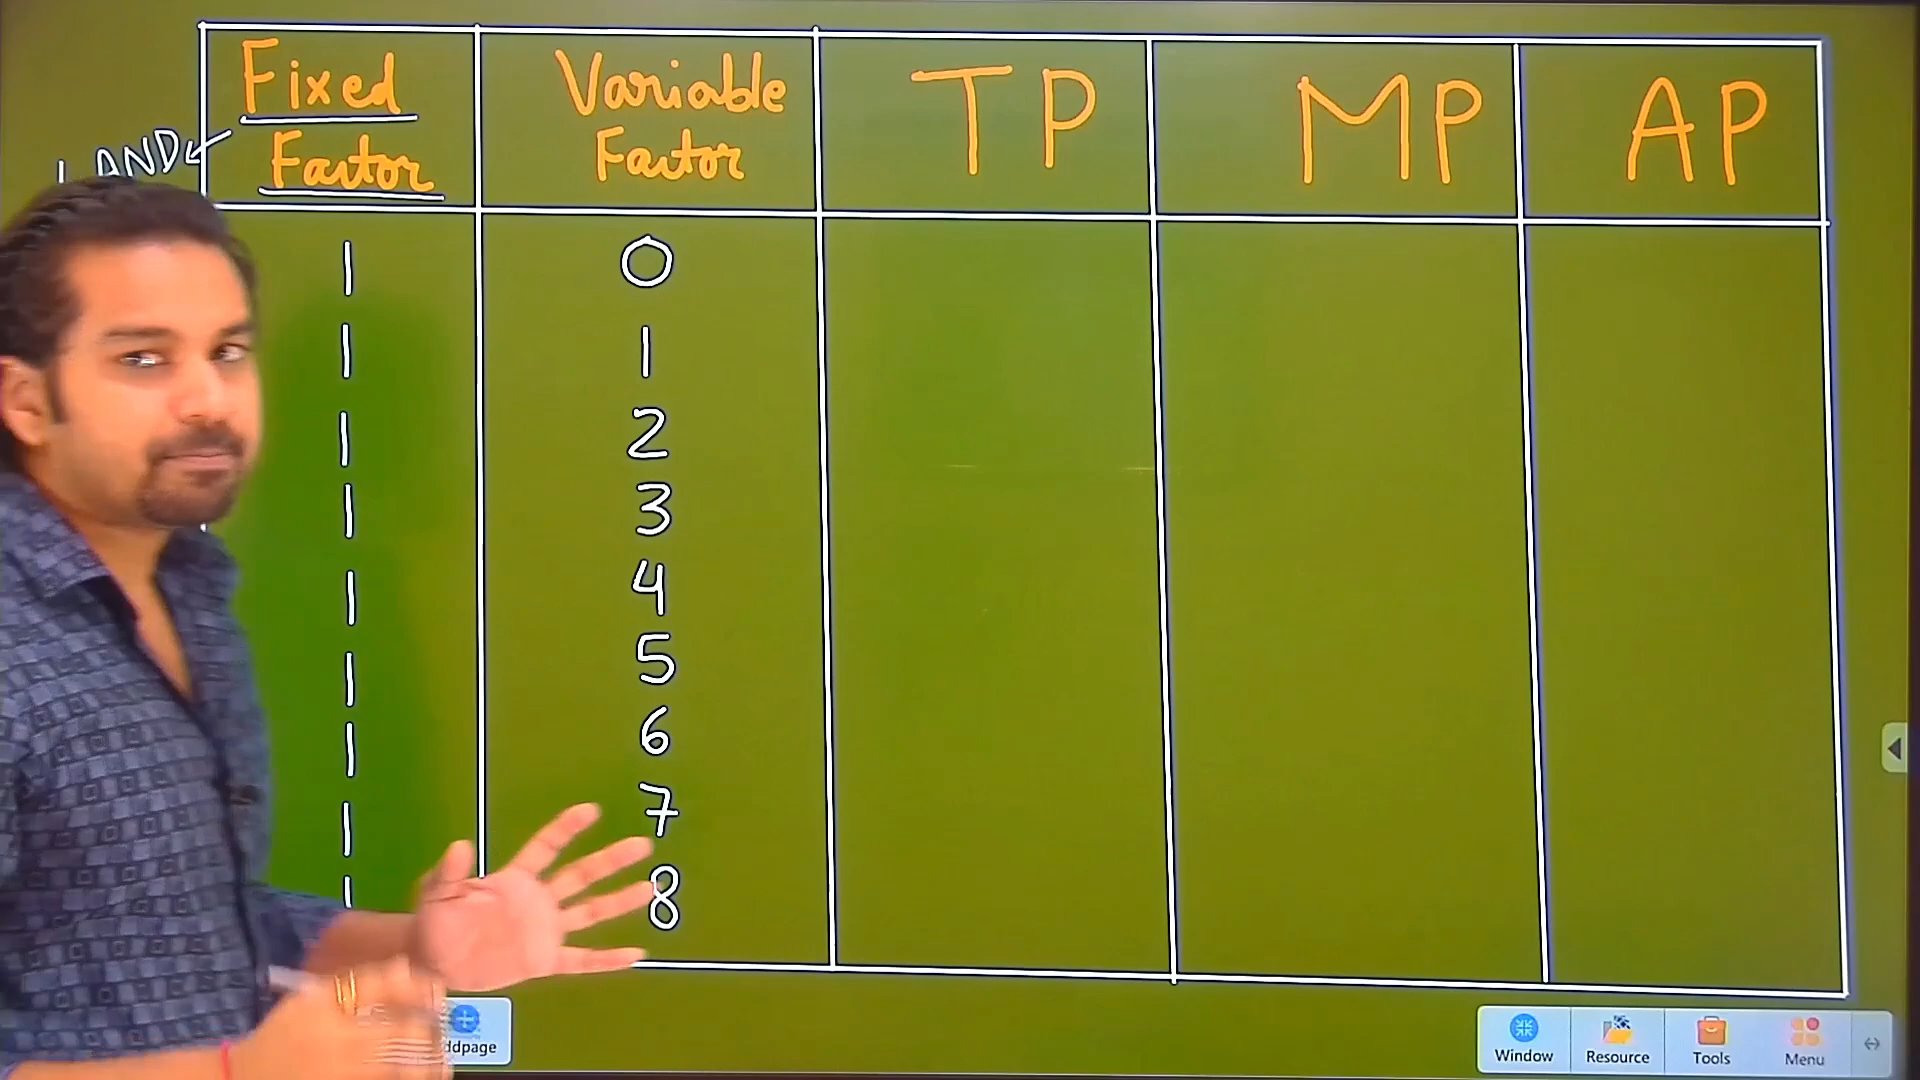 Fixed Factor
Variable Factor
TP
MP
AP
LAND
1 0
1 1
1 2
1 3
1 4
1 5
1 6
1 7
1 8
Window
Resource
Tools
Menu